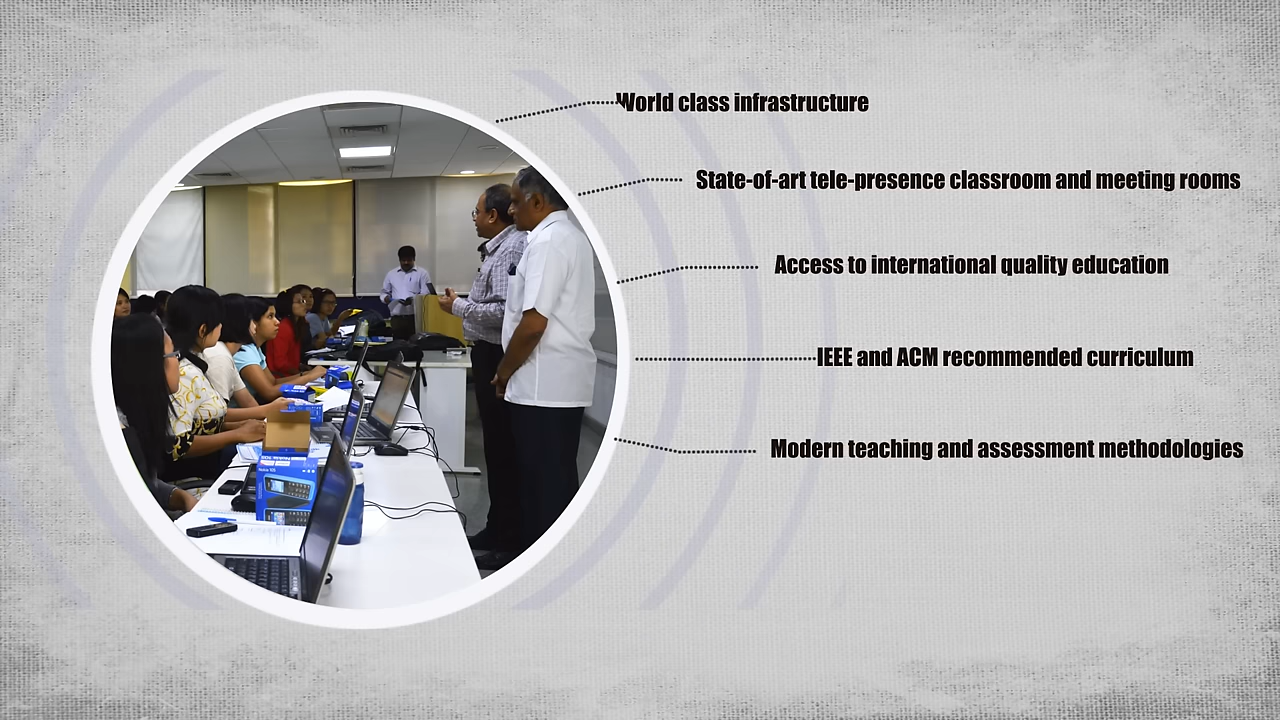 World class infrastructure
State-of-art tele-presence classroom and meeting rooms
Access to international quality education
IEEE and ACM recommended curriculum
Modern teaching and assessment methodologies